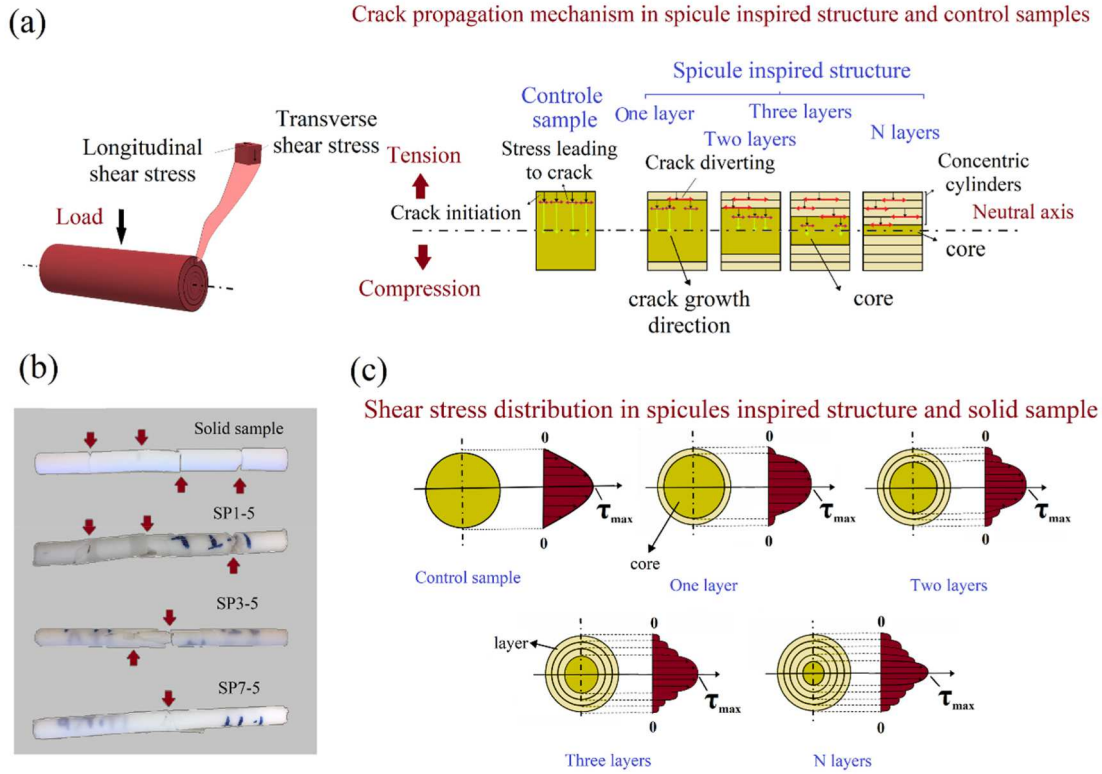 (a)
Crack propagation mechanism in spicule inspired structure and control samples
Spicule inspired structure
Controle
sample
One layer
Three layers
Two layers
N layers
Transverse
shear stress
Longitudinal
shear stress
Load
Tension
Compression
Stress leading
to crack
Crack initiation
Crack diverting
Concentric
cylinders
Neutral axis
core
core
crack growth
direction
(b)
Solid sample
SP1-5
SP3-5
SP7-5
(c)
Shear stress distribution in spicules inspired structure and solid sample
0
0
0
τmax
τmax
τmax
0
0
0
core
Control sample
One layer
Two layers
0
0
layer
τmax
τmax
0
0
Three layers
N layers